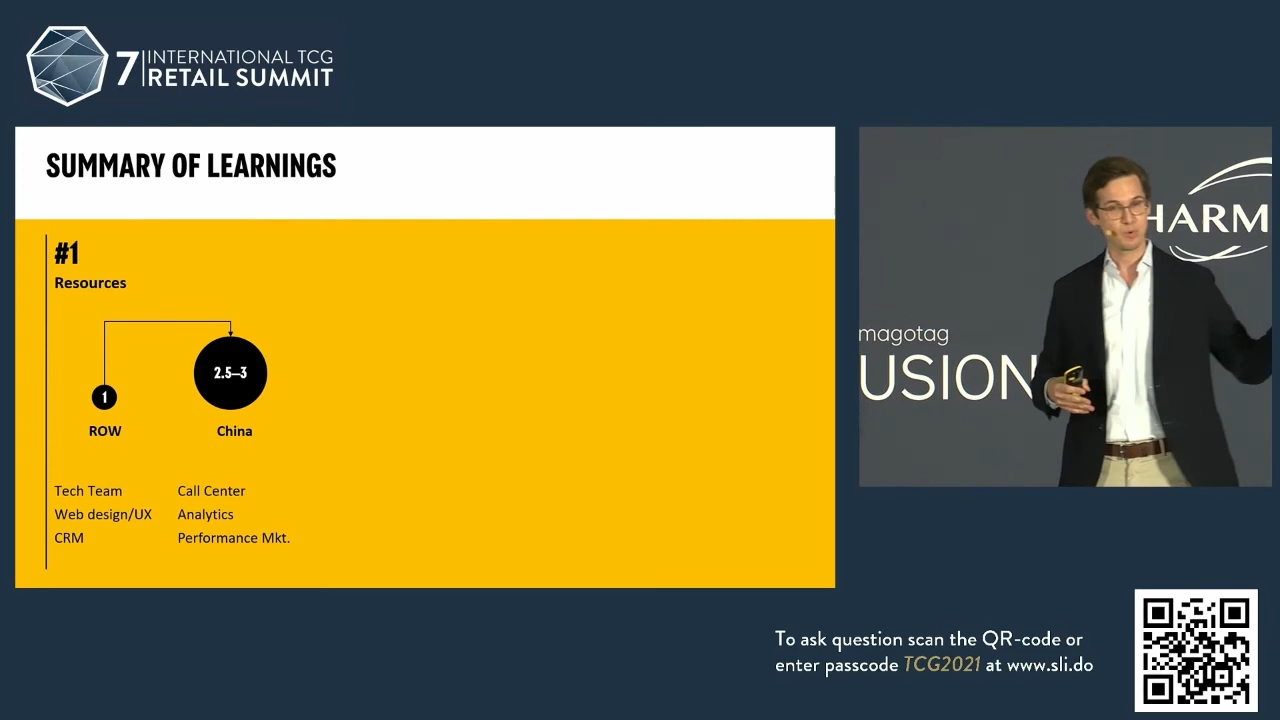 7 INTERNATIONAL TCG
RETAIL SUMMIT
SUMMARY OF LEARNINGS
#1
Resources
1
2.5–3
ROW
China
Tech Team
Call Center
Web design/UX
Analytics
CRM
Performance Mkt.
HARM
magotag
USION
To ask question scan the QR-code or
enter passcode TCG2021 at www.sli.do